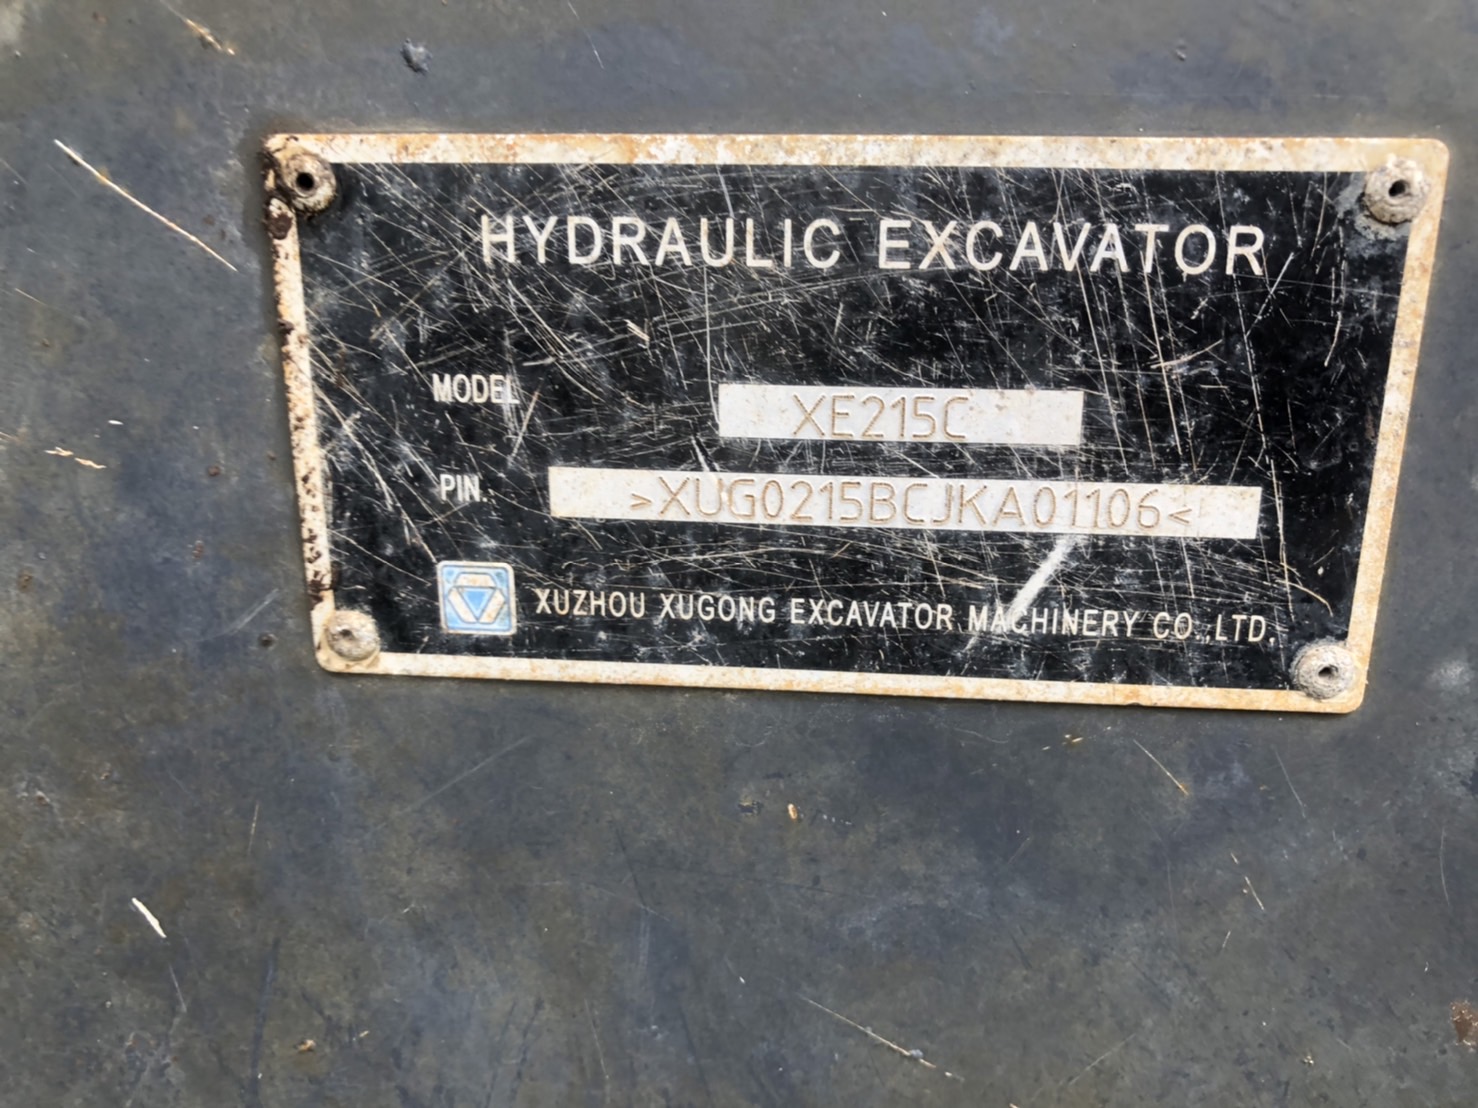 HYDRAULIC EXCAVATOR
MODEL XE215C
PIN. >XUG0215BCJKA01106<
XUZHOU XUGONG EXCAVATOR MACHINERY CO.,LTD.